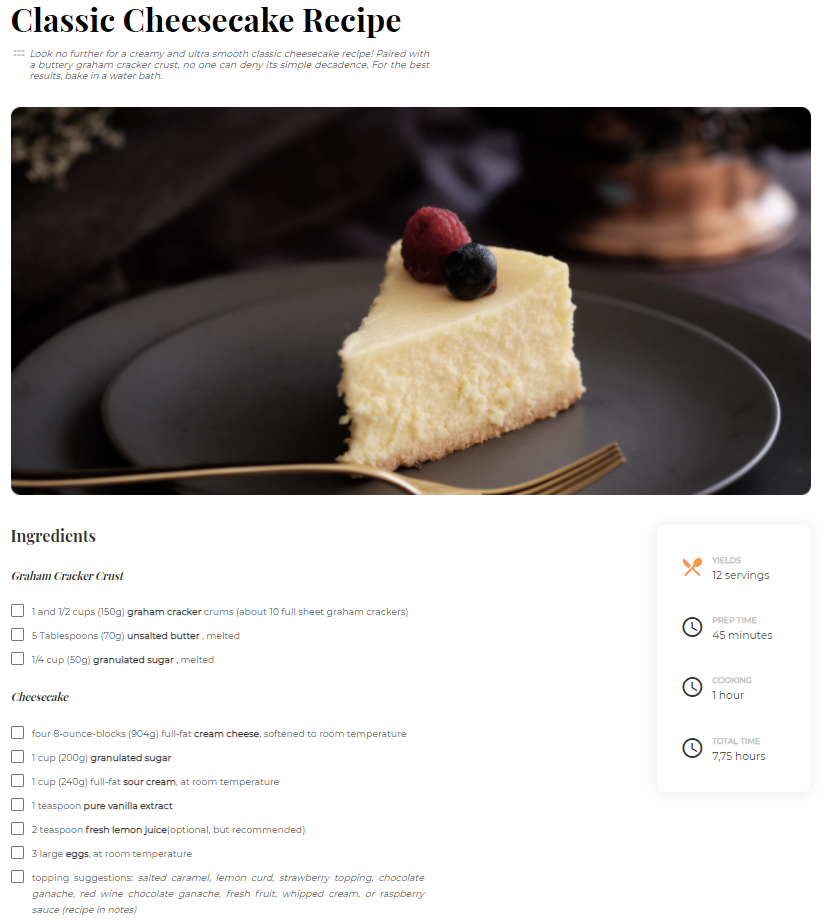 Classic Cheesecake Recipe
Look no further for a creamy and ultra smooth classic cheesecake recipe! Paired with
a buttery graham cracker crust, no one can deny its simple decadence. For the best
results, bake in a water bath.
Ingredients
Graham Cracker Crust
1 and 1/2 cups (150g) graham cracker crums (about 10 full sheet graham crackers)
5 Tablespoons (70g) unsalted butter , melted
1/4 cup (50g) granulated sugar , melted
Cheesecake
four 8-ounce-blocks (904g) full-fat cream cheese, softened to room temperature
1 cup (200g) granulated sugar
1 cup (240g) full-fat sour cream, at room temperature
1 teaspoon pure vanilla extract
2 teaspoon fresh lemon juice(optional, but recommended)
3 large eggs, at room temperature
topping suggestions: salted caramel, lemon curd, strawberry topping, chocolate
ganache, red wine chocolate ganache, fresh fruit, whipped cream, or raspberry
sauce (recipe in notes)
YIELDS
12 servings
PREP TIME
45 minutes
COOKING
1 hour
TOTAL TIME
7,75 hours